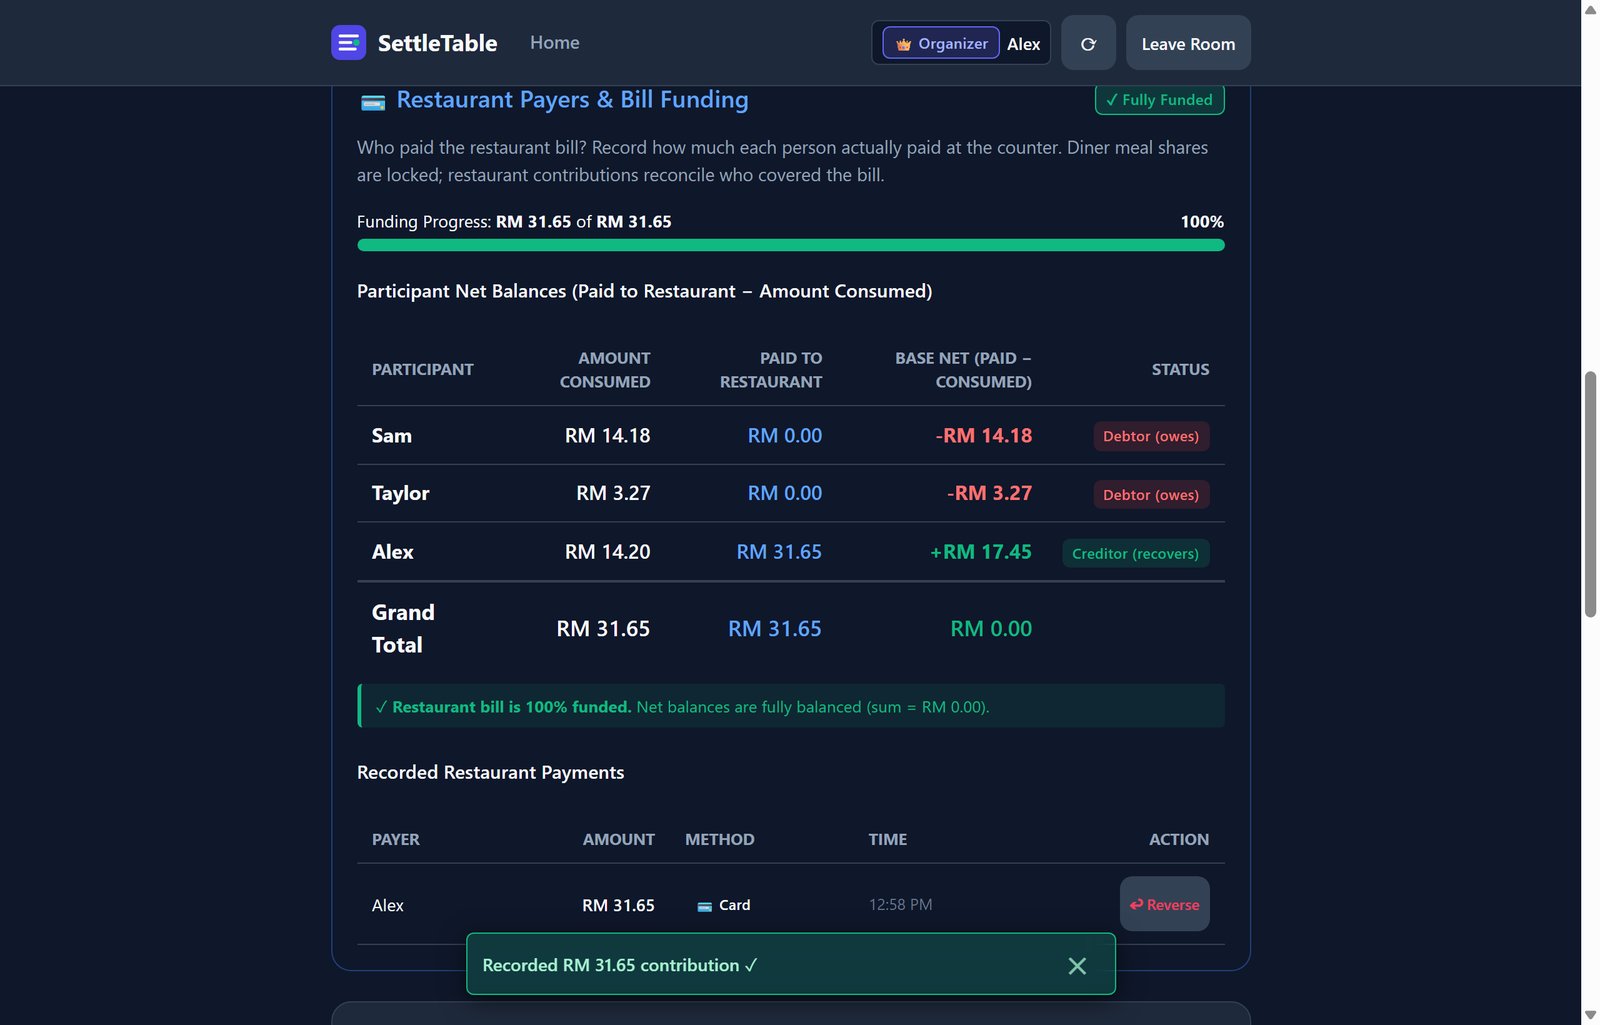 SettleTable
Home
Organizer
Alex
Leave Room
Restaurant Payers & Bill Funding
✓ Fully Funded
Who paid the restaurant bill? Record how much each person actually paid at the counter. Diner meal shares
are locked; restaurant contributions reconcile who covered the bill.
Funding Progress: RM 31.65 of RM 31.65
100%
Participant Net Balances (Paid to Restaurant – Amount Consumed)
PARTICIPANT AMOUNT CONSUMED PAID TO RESTAURANT BASE NET (PAID – CONSUMED) STATUS
Sam RM 14.18 RM 0.00 -RM 14.18 Debtor (owes)
Taylor RM 3.27 RM 0.00 -RM 3.27 Debtor (owes)
Alex RM 14.20 RM 31.65 +RM 17.45 Creditor (recovers)
Grand Total RM 31.65 RM 31.65 RM 0.00
✓ Restaurant bill is 100% funded. Net balances are fully balanced (sum = RM 0.00).
Recorded Restaurant Payments
PAYER AMOUNT METHOD TIME ACTION
Alex RM 31.65 Card 12:58 PM Reverse
Recorded RM 31.65 contribution ✓